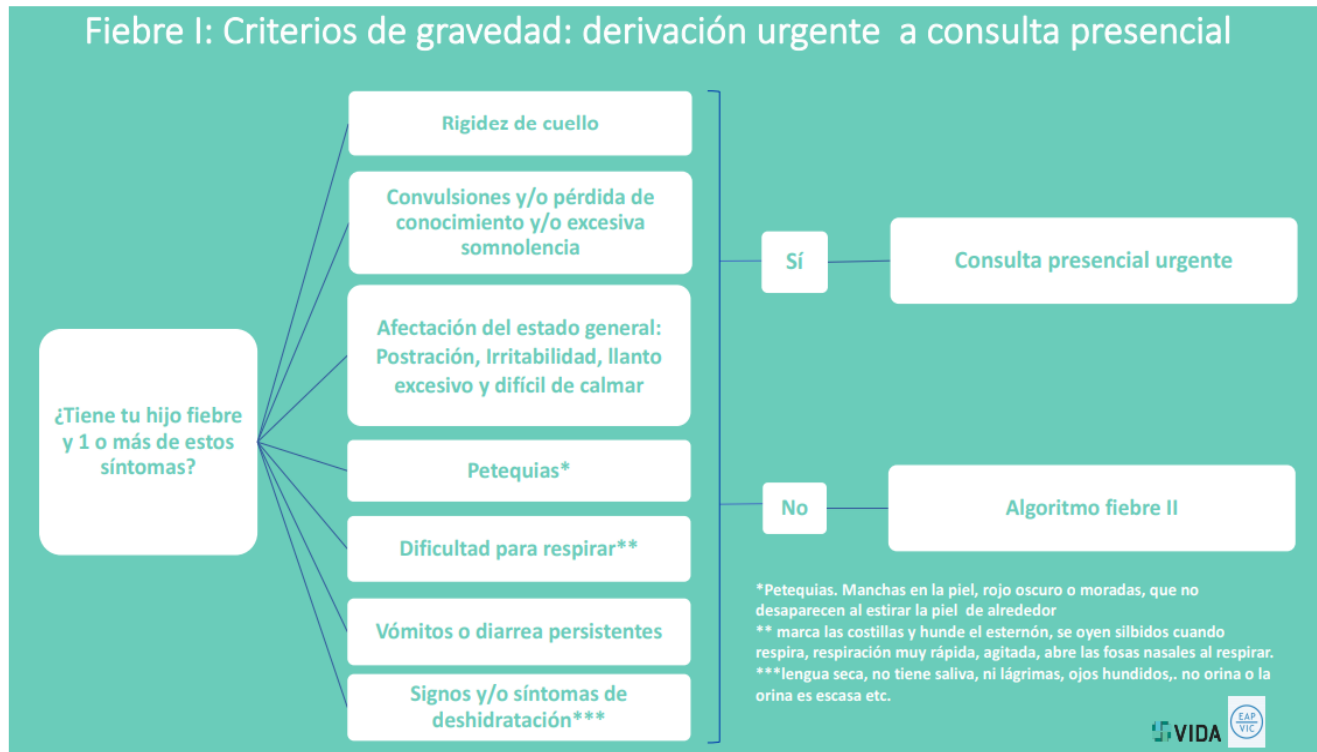 Fiebre I: Criterios de gravedad: derivación urgente  a consulta presencial
¿Tiene tu hijo fiebre
y 1 o más de estos
síntomas?
Rigidez de cuello
Convulsiones y/o pérdida de
conocimiento y/o excesiva
somnolencia
Afectación del estado general:
Postración, Irritabilidad, llanto
excesivo y difícil de calmar
Petequias*
Dificultad para respirar**
Vómitos o diarrea persistentes
Signos y/o síntomas de
deshidratación***
Sí
Consulta presencial urgente
No
Algoritmo fiebre II
*Petequias. Manchas en la piel, rojo oscuro o moradas, que no
desaparecen al estirar la piel  de alrededor
** marca las costillas y hunde el esternón, se oyen silbidos cuando
respira, respiración muy rápida, agitada, abre las fosas nasales al respirar.
***lengua seca, no tiene saliva, ni lágrimas, ojos hundidos,. no orina o la
orina es escasa etc.
VIDA
EAP
VIC